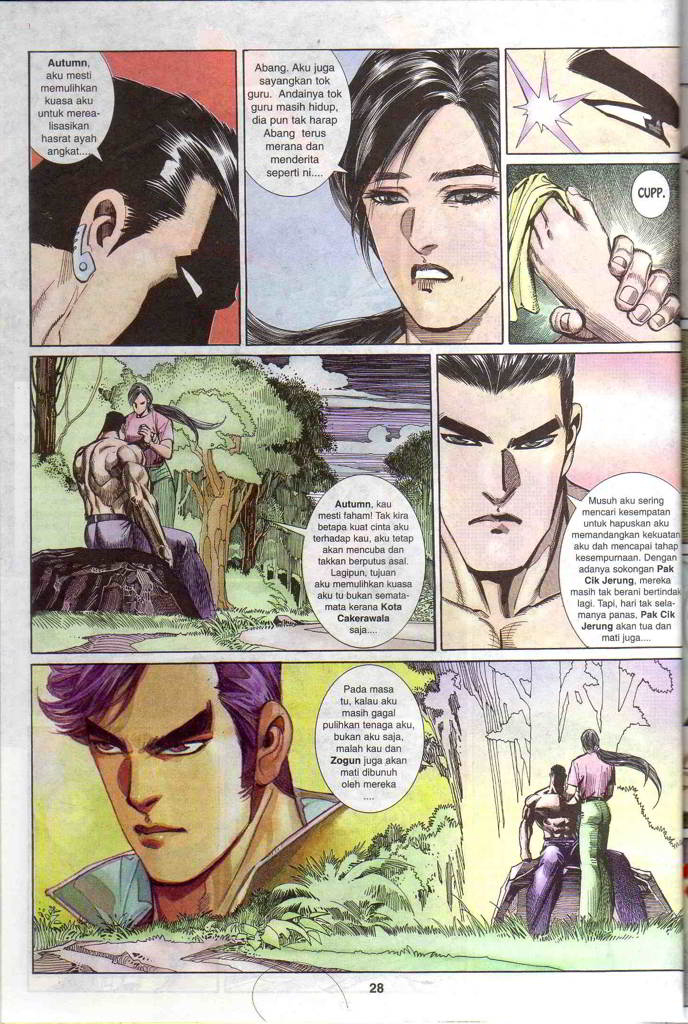 Autumn,
aku mesti
memulihkan
kuasa aku
untuk merea-
lisasikan
hasrat ayah
angkat....
Abang. Aku juga
sayangkan tok
guru. Andainya tok
guru masih hidup,
dia pun tak harap
Abang terus
merana dan
menderita
seperti ni....
CUPP.
Autumn, kau
mesti faham! Tak kira
betapa kuat cinta aku
terhadap kau, aku tetap
akan mencuba dan
takkan berputus asal.
Lagipun, tujuan
aku memulihkan kuasa
aku tu bukan semata-
mata kerana Kota
Cakerawala
saja....
Musuh aku sering
mencari kesempatan
untuk hapuskan aku
memandangkan kekuatan
aku dah mencapai tahap
kesempurnaan. Dengan
adanya sokongan Pak
Cik Jerung, mereka
masih tak berani bertindak
lagi. Tapi, hari tak sela-
manya panas, Pak Cik
Jerung akan tua dan
mati juga....
Pada masa
tu, kalau aku
masih gagal
pulihkan tenaga aku,
bukan aku saja,
malah kau dan
Zogun juga akan
mati dibunuh
oleh mereka
....
28